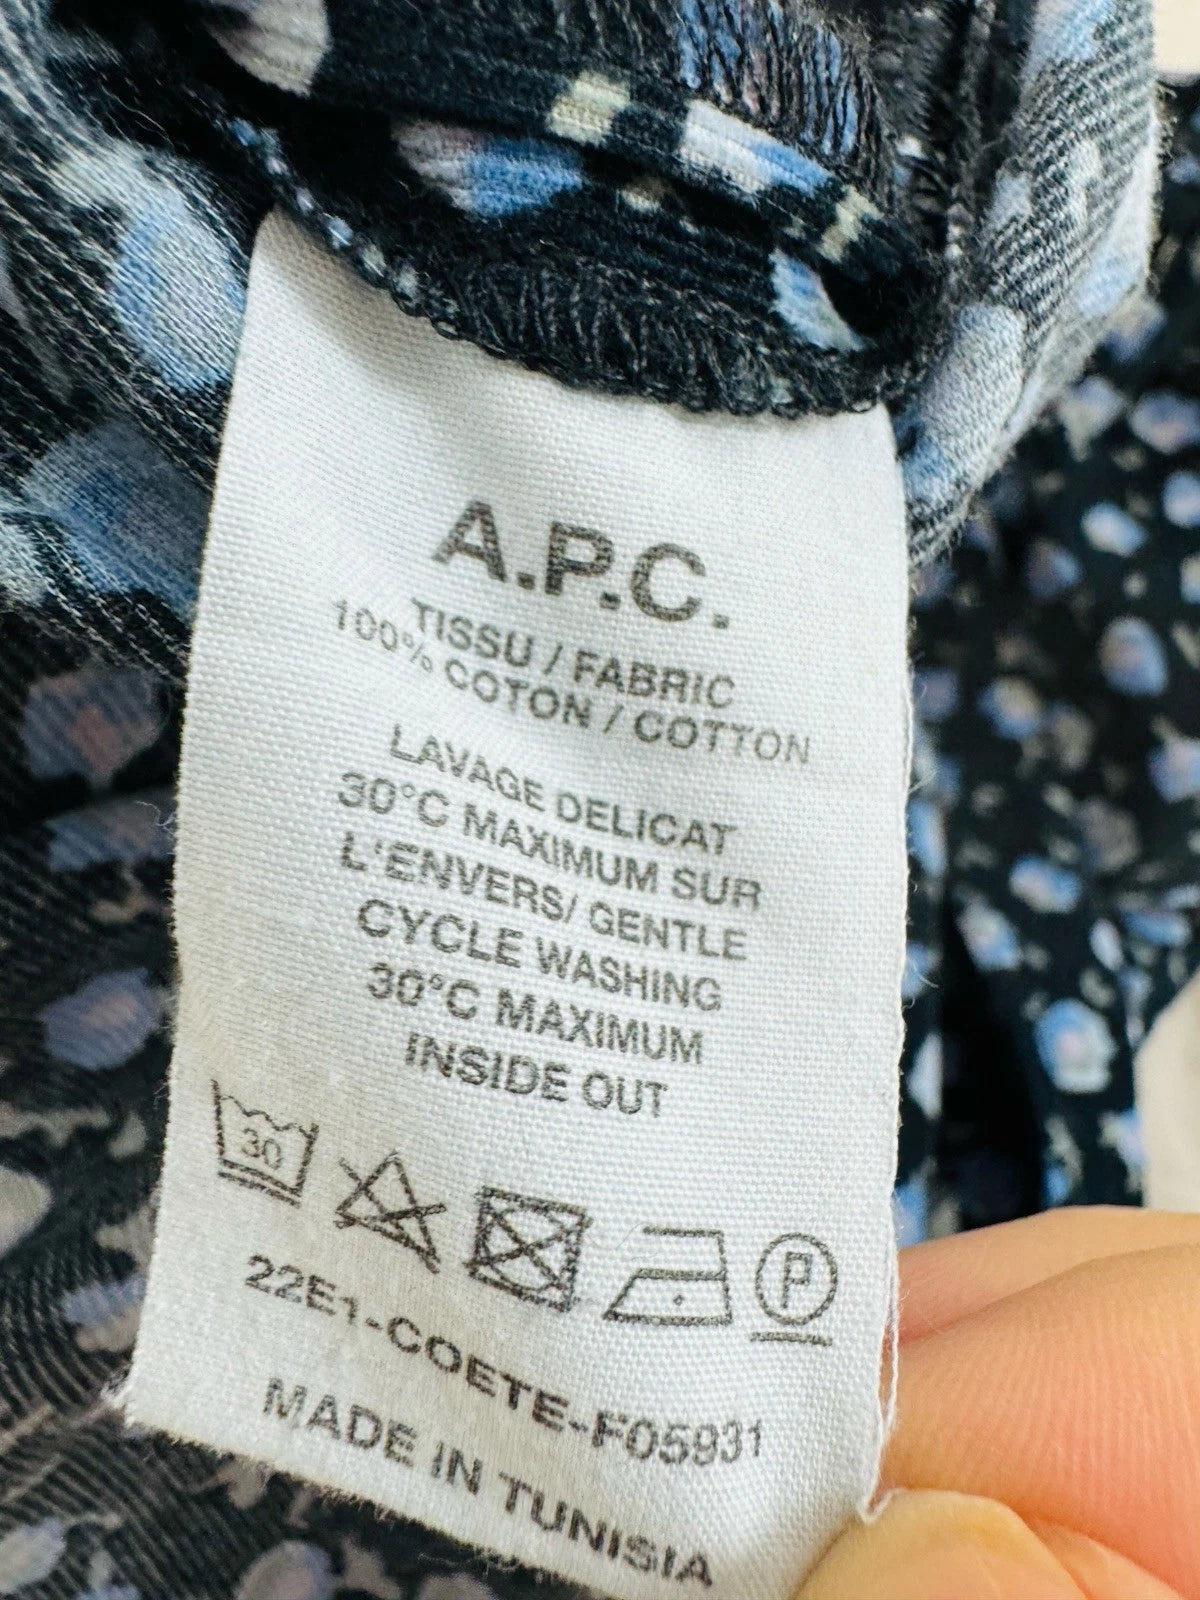 A.P.C.
TISSU / FABRIC
100% COTON / COTTON
LAVAGE DELICAT
30°C MAXIMUM SUR
L'ENVERS/ GENTLE
CYCLE WASHING
30°C MAXIMUM
INSIDE OUT
30 P
22E1-COETE-F05931
MADE IN TUNISIA